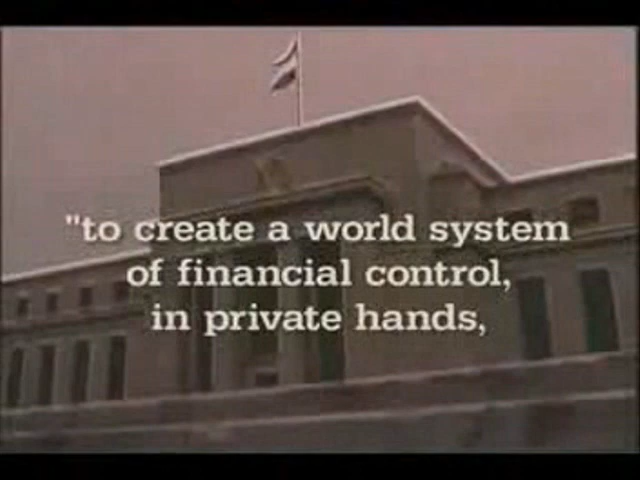 "to create a world system
of financial control,
in private hands,